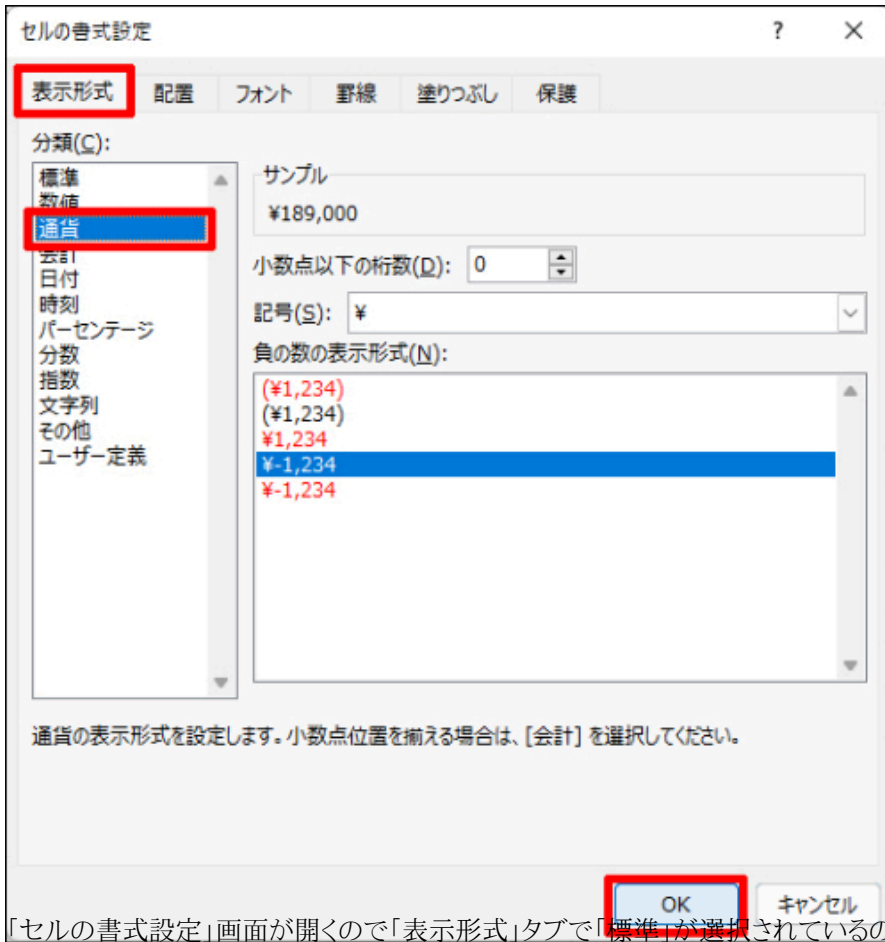 セルの書式設定 ? ×
表示形式 配置 フォント 罫線 塗りつぶし 保護
分類(C):
標準
数値
通貨
会計
日付
時刻
パーセンテージ
分数
指数
文字列
その他
ユーザー定義
サンプル
¥189,000
小数点以下の桁数(D): 0
記号(S): ¥
負の数の表示形式(N):
(¥1,234)
(¥1,234)
¥1,234
¥-1,234
¥-1,234
通貨の表示形式を設定します。小数点位置を揃える場合は、[会計] を選択してください。
OK キャンセル
「セルの書式設定」画面が開くので「表示形式」タブで「標準」が選択されているの